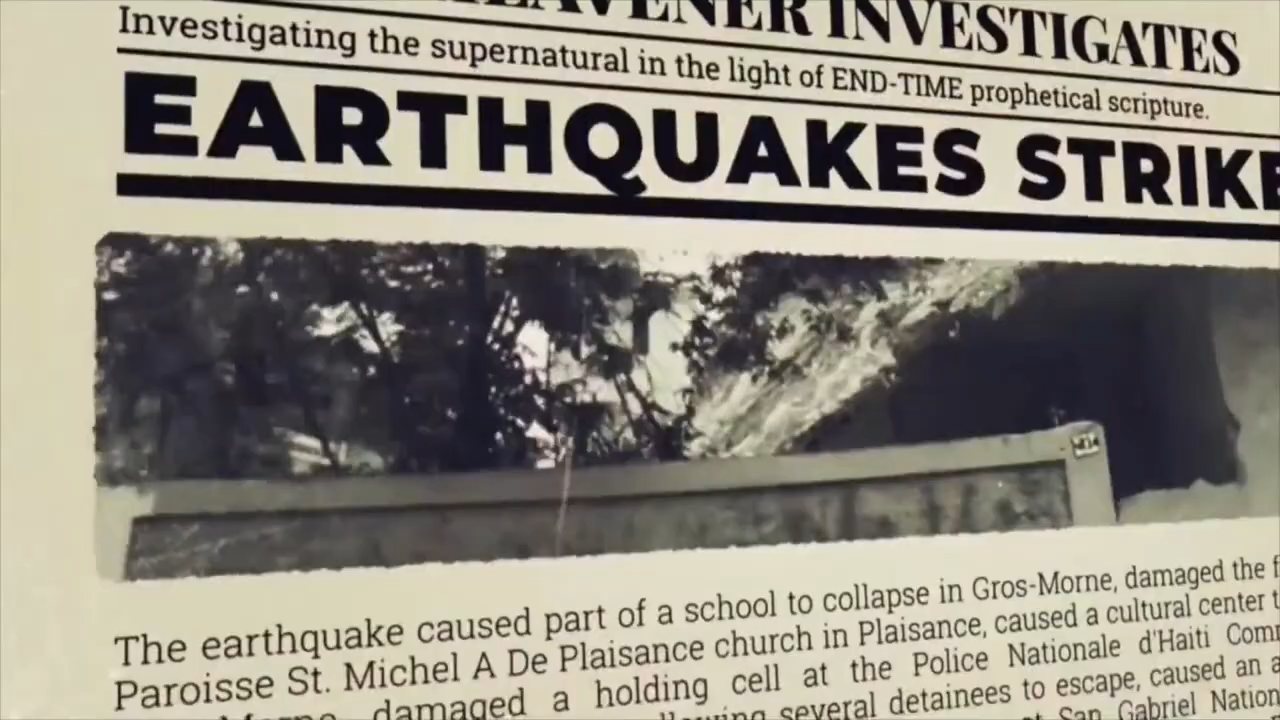 INVESTIGATES
Investigating the supernatural in the light of END-TIME prophetical scripture.
EARTHQUAKES STRIKE
The earthquake caused part of a school to collapse in Gros-Morne, damaged the
Paroisse St. Michel A De Plaisance church in Plaisance, caused a cultural center
damaged a holding cell at the Police Nationale d'Haiti
several detainees to escape, caused an
San Gabriel